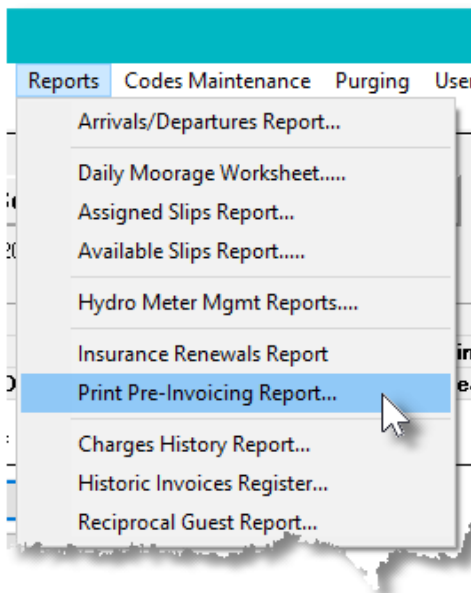 Reports Codes Maintenance Purging
Arrivals/Departures Report...
Daily Moorage Worksheet.....
Assigned Slips Report...
Available Slips Report.....
Hydro Meter Mgmt Reports....
Insurance Renewals Report
Print Pre-Invoicing Report...
Charges History Report...
Historic Invoices Register...
Reciprocal Guest Report...